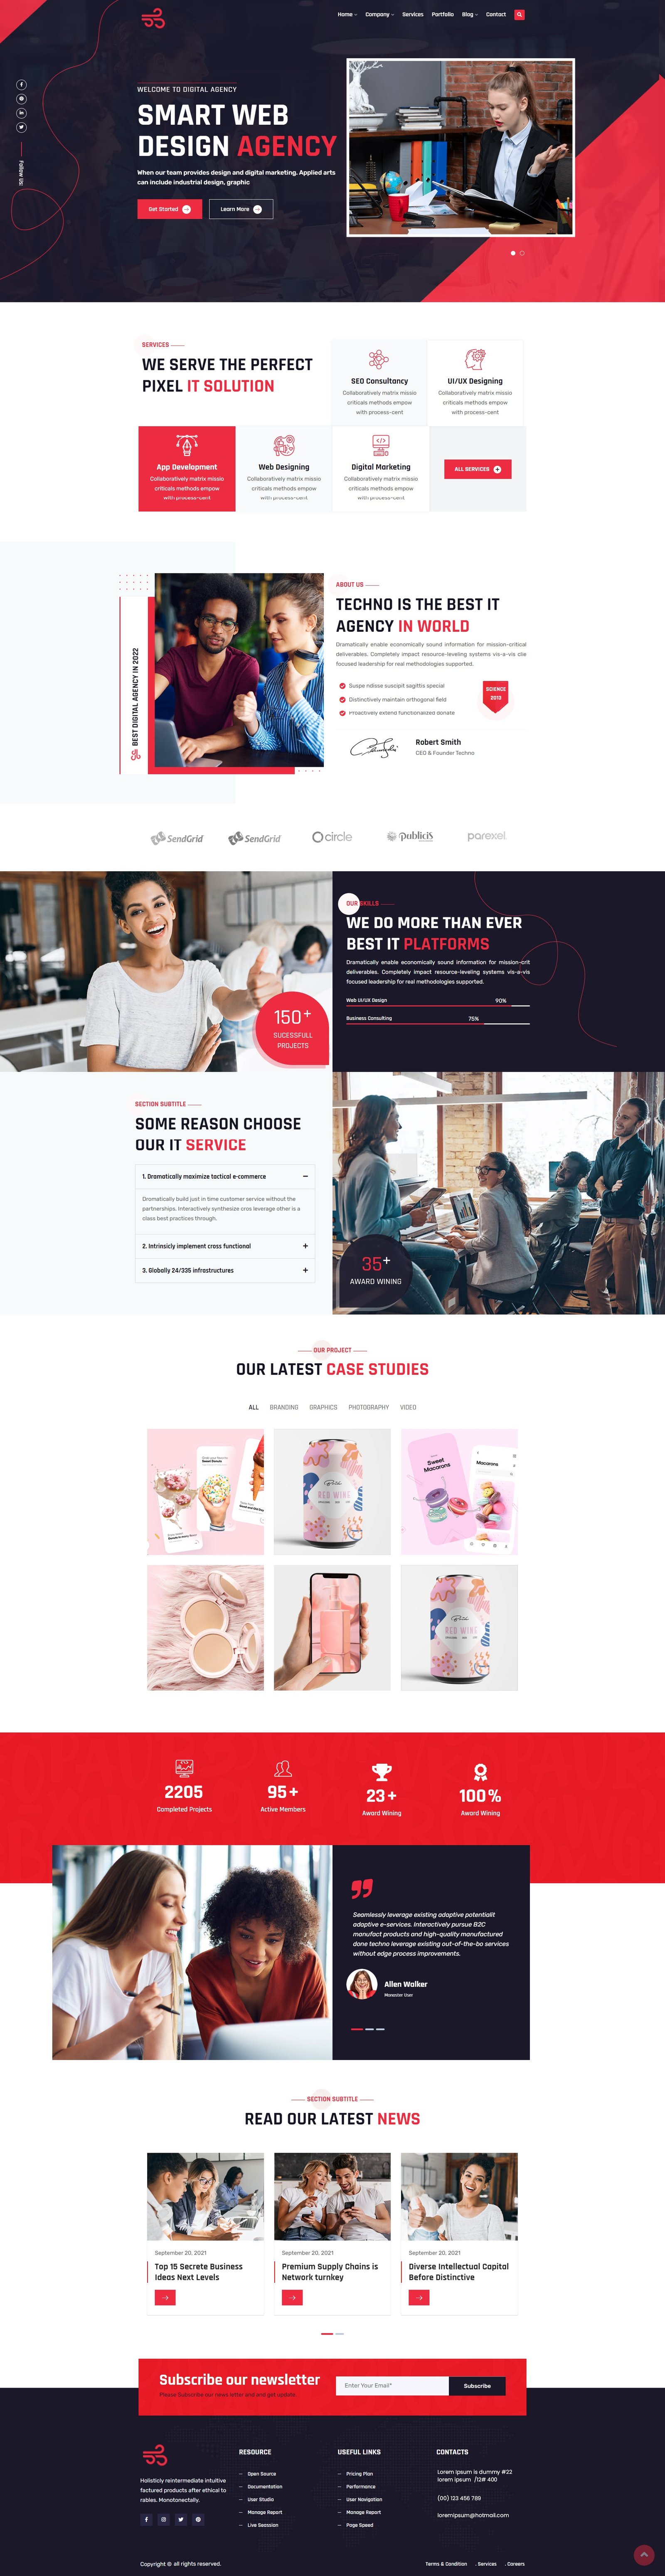 Home Company Services Portfolio Blog Contact
Follow Us:
WELCOME TO DIGITAL AGENCY
SMART WEB
DESIGN AGENCY
When our team provides design and digital marketing. Applied arts
can include industrial design, graphic
Get Started Learn More
SERVICES
WE SERVE THE PERFECT
PIXEL IT SOLUTION
SEO Consultancy
Collaboratively matrix missio
criticals methods empow
with process-cent
UI/UX Designing
Collaboratively matrix missio
criticals methods empow
with process-cent
App Development
Collaboratively matrix missio
criticals methods empow
with process-cent
Web Designing
Collaboratively matrix missio
criticals methods empow
with process-cent
Digital Marketing
Collaboratively matrix missio
criticals methods empow
with process-cent
ALL SERVICES
BEST DIGITAL AGENCY IN 2022
ABOUT US
TECHNO IS THE BEST IT
AGENCY IN WORLD
Dramatically enable economically sound information for mission-critical
deliverables. Completely impact resource-leveling systems vis-a-vis clie
focused leadership for real methodologies supported.
Suspe ndisse suscipit sagittis special
Distinctively maintain orthogonal field
Proactively extend functionalized donate
SCIENCE
2013
Robert Smith
CEO & Founder Techno
SendGrid SendGrid circle publicis parexel
150+
SUCESSFULL
PROJECTS
OUR SKILLS
WE DO MORE THAN EVER
BEST IT PLATFORMS
Dramatically enable economically sound information for mission-crit
deliverables. Completely impact resource-leveling systems vis-a-vis
focused leadership for real methodologies supported.
Web UI/UX Design 90%
Business Consulting 75%
SECTION SUBTITLE
SOME REASON CHOOSE
OUR IT SERVICE
1. Dramatically maximize tactical e-commerce
Dramatically build just in time customer service without the
partnerships. Interactively synthesize cros leverage other is a
class best practices through,
2. Intrinsicly implement cross functional
3. Globally 24/335 infrastructures
35+
AWARD WINING
OUR PROJECT
OUR LATEST CASE STUDIES
ALL BRANDING GRAPHICS PHOTOGRAPHY VIDEO
Sweet Donuts
RED WINE
Sweet
Macarons
Macarons
RED WINE
2205
Completed Projects
95+
Active Members
23+
Award Wining
100%
Award Wining
Seamlessly leverage existing adaptive potentialit
adaptive e-services. Interactively pursue B2C
manufact products and high-quality manufactured
done techno leverage existing out-of-the-bo services
without edge process improvements.
Allen Walker
SECTION SUBTITLE
READ OUR LATEST NEWS
September 20, 2021
Top 15 Secrete Business
Ideas Next Levels
September 20, 2021
Premium Supply Chains is
Network turnkey
September 20, 2021
Diverse Intellectual Capital
Before Distinctive
Subscribe our newsletter
Please Subscribe our news letter and and get update.
Enter Your Email*
Subscribe
Holisticly reintermediate intuitive
factured products after ethical to
rables. Monotonectally.
RESOURCE
Open Source
Documentation
User Studio
Manage Report
Live Seassion
USEFUL LINKS
Pricing Plan
Performance
User Navigation
Manage Report
Page Speed
CONTACTS
Lorem ipsum is dummy #22
lorem ipsum /12# 400
(00) 123 456 789
loremipsum@hotmail.com
Copyright © all rights reserved.
Terms & Condition . Services . Careers